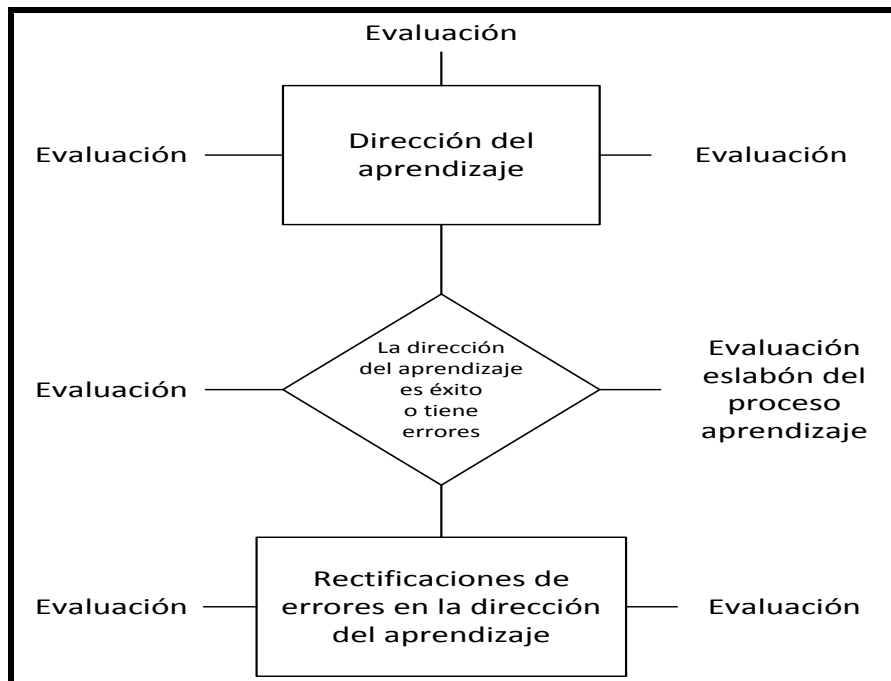 Evaluación
Dirección del
aprendizaje
Evaluación
Evaluación
La dirección
del aprendizaje
es éxito
o tiene
errores
Evaluación
Evaluación
eslabón del
proceso
aprendizaje
Rectificaciones de
errores en la dirección
del aprendizaje
Evaluación
Evaluación